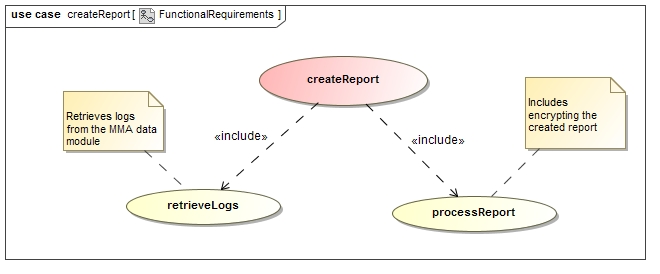 use case createReport [ FunctionalRequirements ]
createReport
Retrieves logs
from the MMA data
module
Includes
encrypting the
created report
«include»
«include»
retrieveLogs
processReport